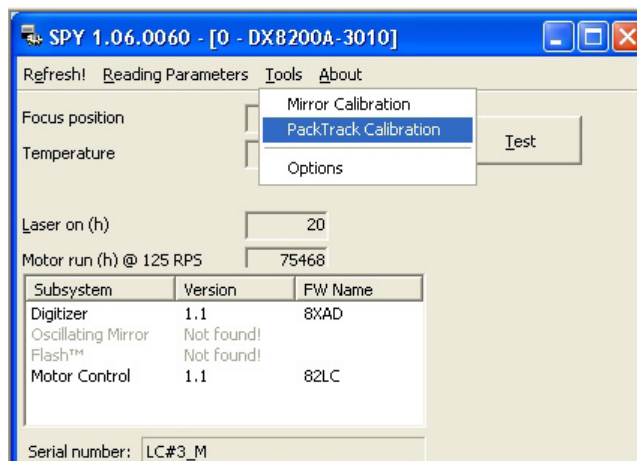 SPY 1.06.0060 - [0 - DX8200A-3010]
Refresh! Reading Parameters Tools About
Mirror Calibration
PackTrack Calibration
Options
Focus position
Temperature
Test
Laser on (h) 20
Motor run (h) @ 125 RPS 75468
Subsystem Version FW Name
Digitizer 1.1 8XAD
Oscillating Mirror Not found!
Flash™ Not found!
Motor Control 1.1 82LC
Serial number: LC#3_M